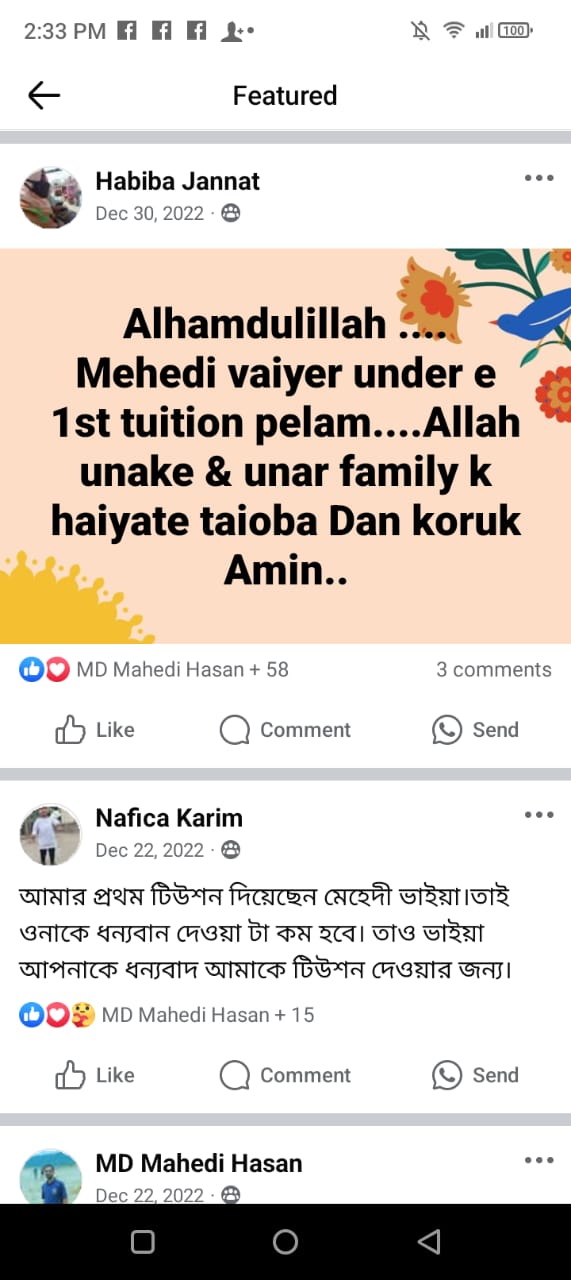 2:33 PM
100
Featured
Habiba Jannat
Dec 30, 2022 ·
Alhamdulillah ....
Mehedi vaiyer under e
1st tuition pelam....Allah
unake & unar family k
haiyate taioba Dan koruk
Amin..
MD Mahedi Hasan + 58
3 comments
Like
Comment
Send
Nafica Karim
Dec 22, 2022 ·
আমার প্রথম টিউশন দিয়েছেন মেহেদী ভাইয়া।তাই
ওনাকে ধন্যবান দেওয়া টা কম হবে। তাও ভাইয়া
আপনাকে ধন্যবাদ আমাকে টিউশন দেওয়ার জন্য।
MD Mahedi Hasan + 15
Like
Comment
Send
MD Mahedi Hasan
Dec 22, 2022 ·